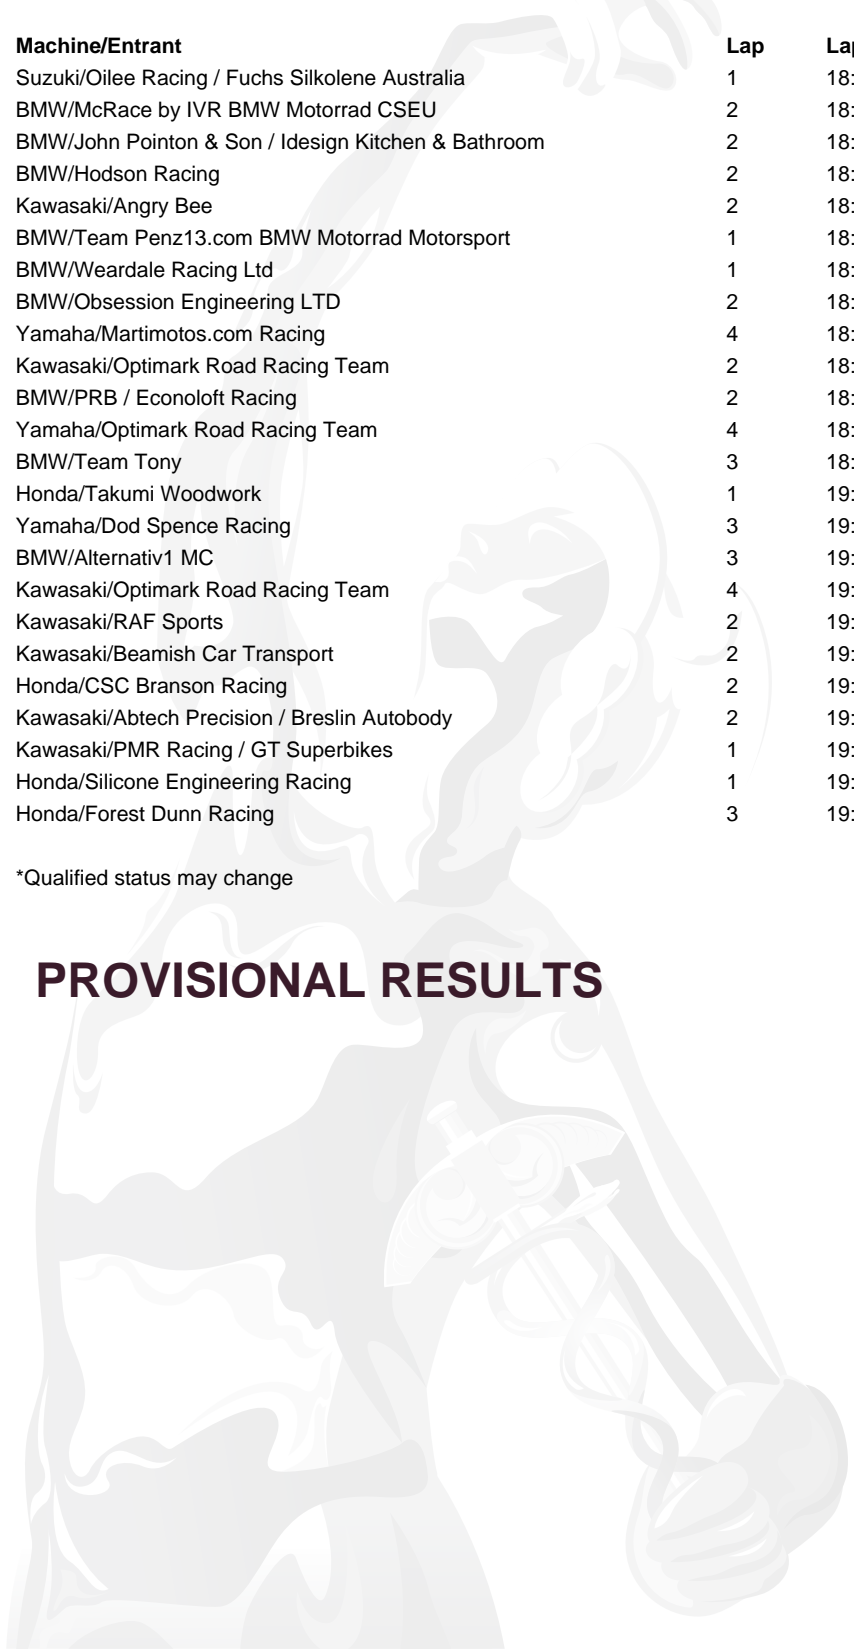 Machine/Entrant Lap
Suzuki/Oilee Racing / Fuchs Silkolene Australia 1 18:
BMW/McRace by IVR BMW Motorrad CSEU 2 18:
BMW/John Pointon & Son / Idesign Kitchen & Bathroom 2 18:
BMW/Hodson Racing 2 18:
Kawasaki/Angry Bee 2 18:
BMW/Team Penz13.com BMW Motorrad Motorsport 1 18:
BMW/Weardale Racing Ltd 1 18:
BMW/Obsession Engineering LTD 2 18:
Yamaha/Martimotos.com Racing 4 18:
Kawasaki/Optimark Road Racing Team 2 18:
BMW/PRB / Econoloft Racing 2 18:
Yamaha/Optimark Road Racing Team 4 18:
BMW/Team Tony 3 18:
Honda/Takumi Woodwork 1 19:
Yamaha/Dod Spence Racing 3 19:
BMW/Alternativ1 MC 3 19:
Kawasaki/Optimark Road Racing Team 4 19:
Kawasaki/RAF Sports 2 19:
Kawasaki/Beamish Car Transport 2 19:
Honda/CSC Branson Racing 2 19:
Kawasaki/Abtech Precision / Breslin Autobody 2 19:
Kawasaki/PMR Racing / GT Superbikes 1 19:
Honda/Silicone Engineering Racing 1 19:
Honda/Forest Dunn Racing 3 19:
*Qualified status may change
PROVISIONAL RESULTS